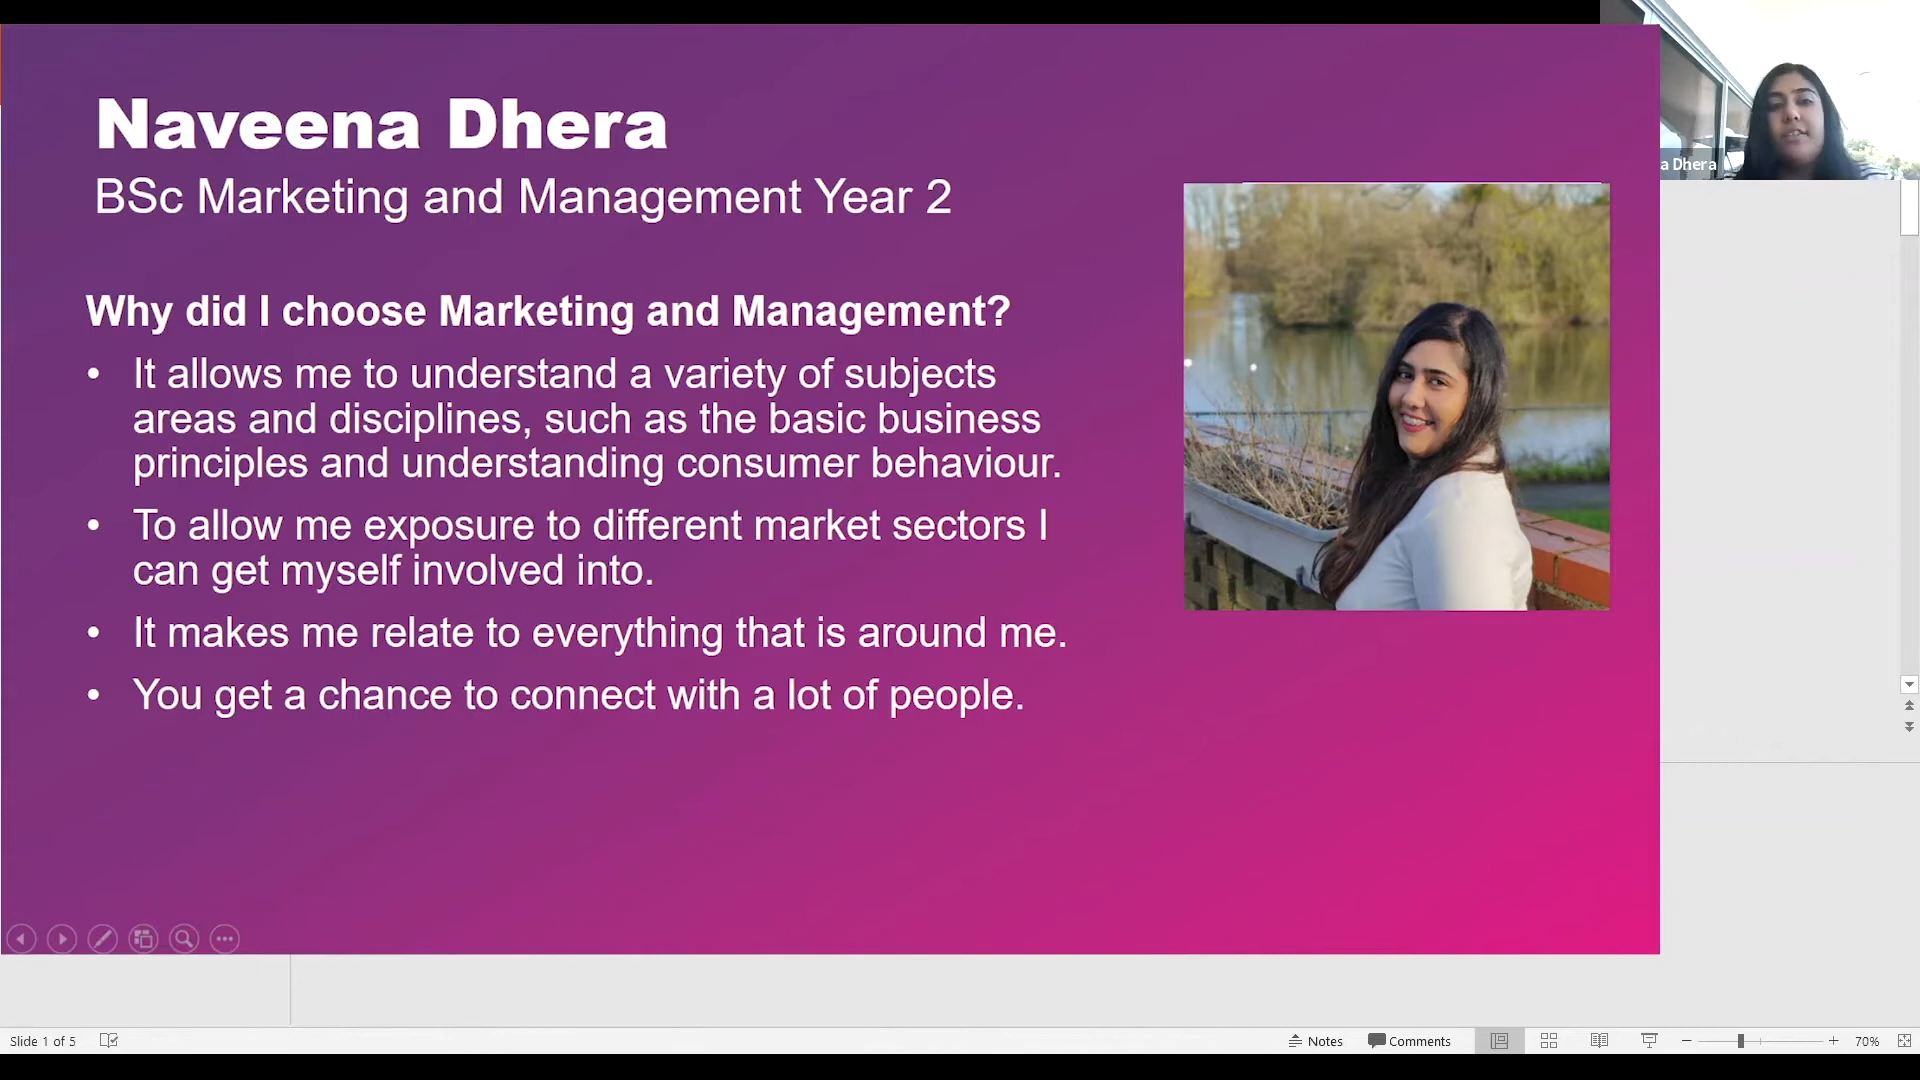 Naveena Dhera
BSc Marketing and Management Year 2
Why did I choose Marketing and Management?
• It allows me to understand a variety of subjects
areas and disciplines, such as the basic business
principles and understanding consumer behaviour.
• To allow me exposure to different market sectors I
can get myself involved into.
• It makes me relate to everything that is around me.
• You get a chance to connect with a lot of people.
a Dhera
Slide 1 of 5
Notes
Comments
70%